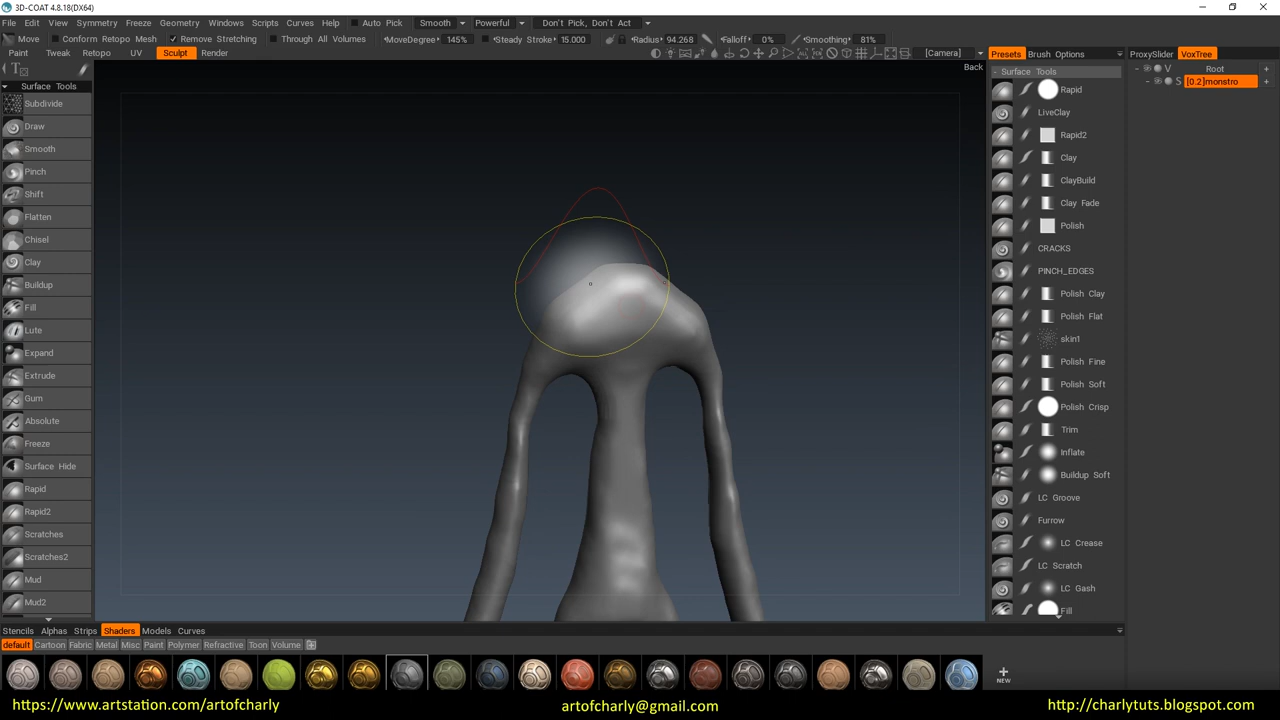 3D-COAT 4.8.18(DX64)
File Edit View Symmetry Freeze Geometry Windows Scripts Curves Help Auto Pick Smooth Powerful Don't Pick, Don't Act
Move Conform Retopo Mesh Remove Stretching Through All Volumes MoveDegree: 145% Steady Stroke: 15.000 Radius: 94.268 Falloff: 0% Smoothing: 81%
Paint Tweak Retopo UV Sculpt Render [Camera] Presets Brush Options ProxySlider VoxTree
Back
Surface Tools
Subdivide
Draw
Smooth
Pinch
Shift
Flatten
Chisel
Clay
Buildup
Fill
Lute
Expand
Extrude
Gum
Absolute
Freeze
Surface Hide
Rapid
Rapid2
Scratches
Scratches2
Mud
Mud2
- Surface Tools
Rapid
LiveClay
Rapid2
Clay
ClayBuild
Clay Fade
Polish
CRACKS
PINCH_EDGES
Polish Clay
Polish Flat
skin1
Polish Fine
Polish Soft
Polish Crisp
Trim
Inflate
Buildup Soft
LC Groove
Furrow
LC Crease
LC Scratch
LC Gash
Fill
V Root +
S [0.2]monstro +
Stencils Alphas Strips Shaders Models Curves
default Cartoon Fabric Metal Misc Paint Polymer Refractive Toon Volume
NEW
https://www.artstation.com/artofcharly
artofcharly@gmail.com
http://charlytuts.blogspot.com